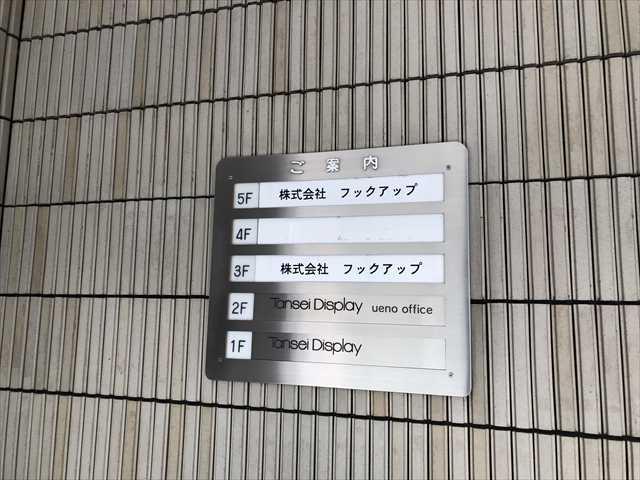 ご案内
5F 株式会社 フックアップ
4F
3F 株式会社 フックアップ
2F Tansei Display ueno office
1F Tansei Display